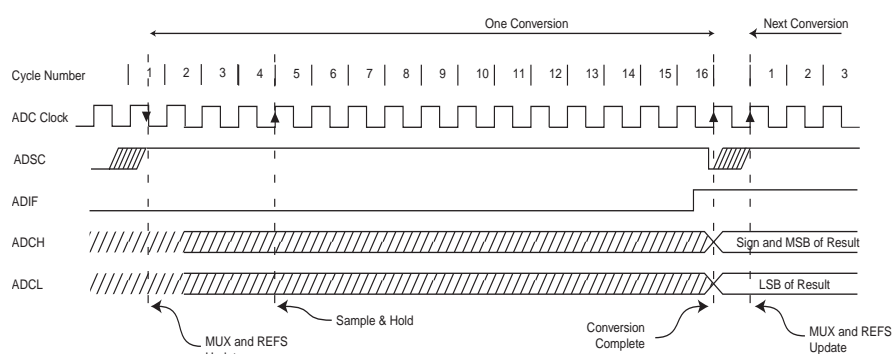 One Conversion
Next Conversion
Cycle Number
1 2 3 4 5 6 7 8 9 10 11 12 13 14 15 16 1 2 3
ADC Clock
ADSC
ADIF
ADCH
Sign and MSB of Result
ADCL
LSB of Result
MUX and REFS
Sample & Hold
Conversion
Complete
MUX and REFS
Update